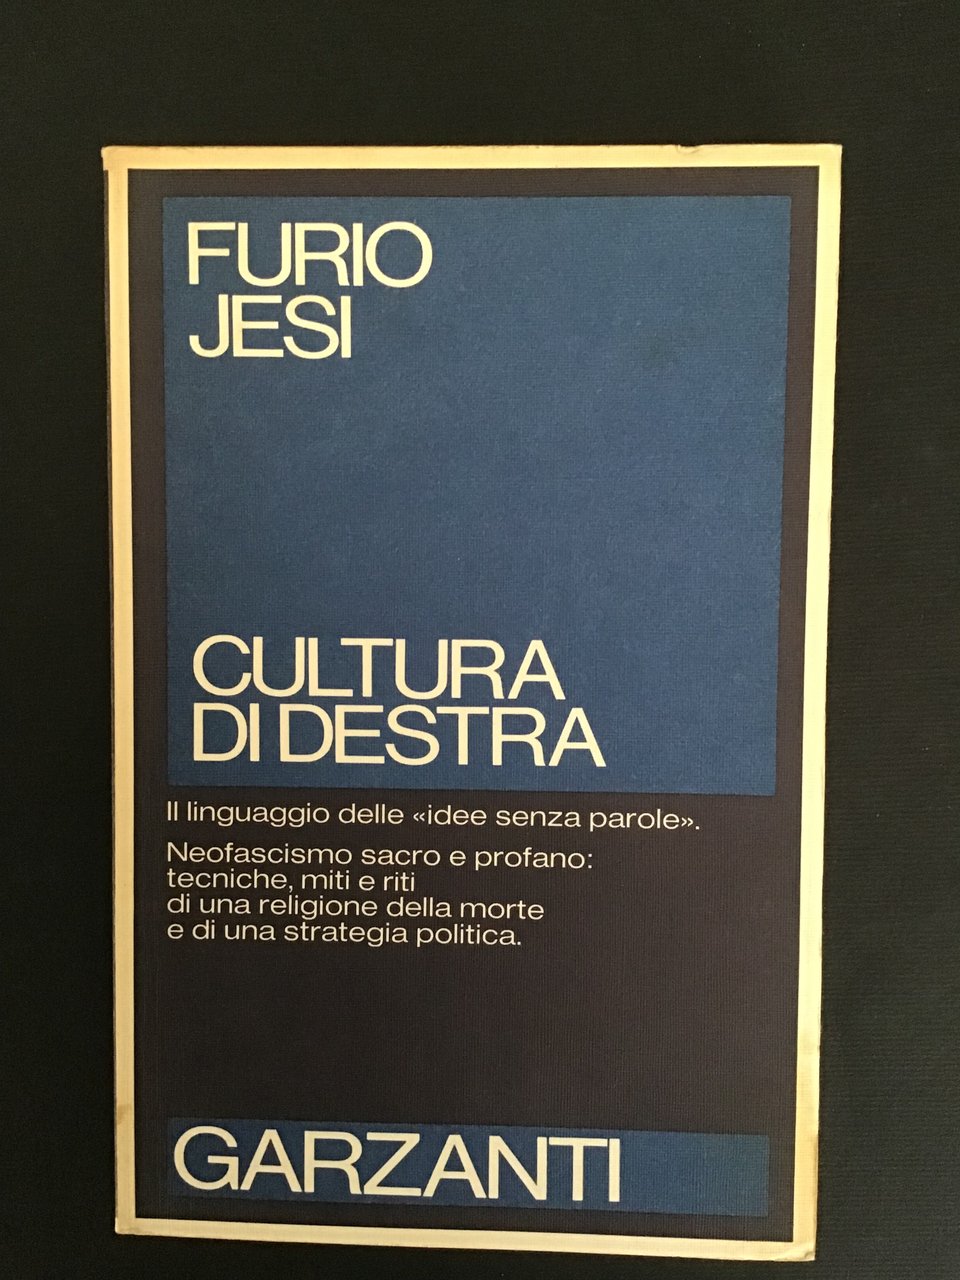 FURIO
JESI
CULTURA
DI DESTRA
Il linguaggio delle «idee senza parole».
Neofascismo sacro e profano:
tecniche, miti e riti
di una religione della morte
e di una strategia politica.
GARZANTI